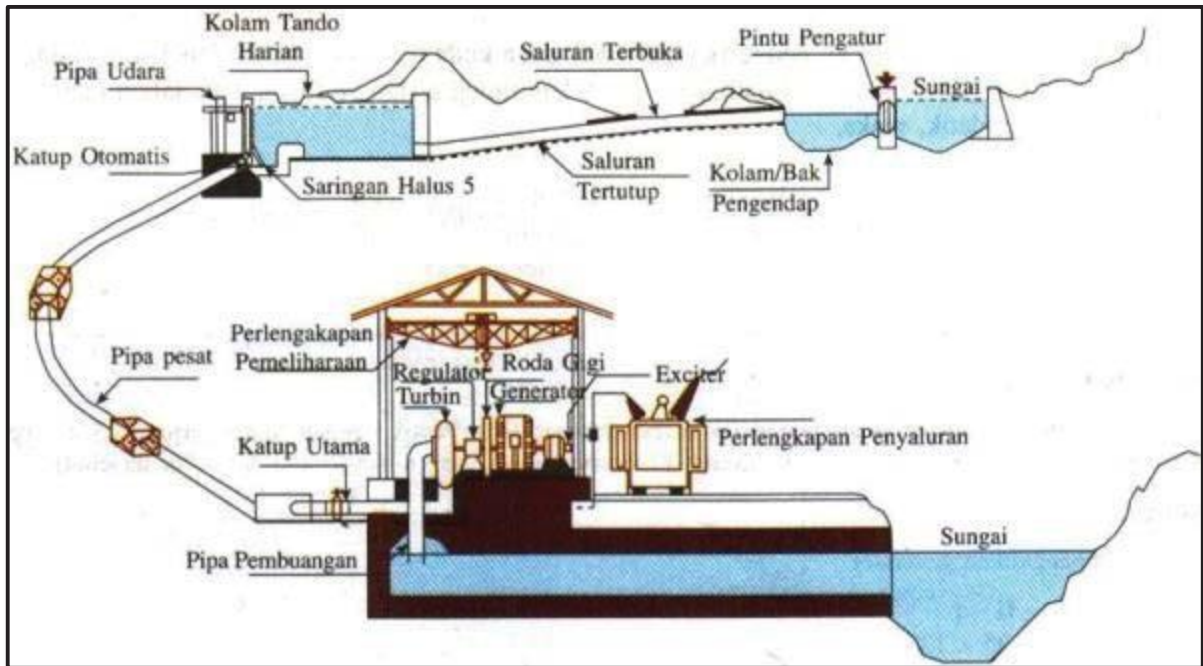 Kolam Tando
Harian
Pipa Udara
Saluran Terbuka
Pintu Pengatur
Sungai
Katup Otomatis
Saringan Halus 5
Saluran
Tertutup
Kolam/Bak
Pengendap
Perlengakapan
Pemeliharaan
Pipa pesat
Regulator
Roda Gigi
Exciter
Turbin
Generator
Katup Utama
Perlengkapan Penyaluran
Pipa Pembuangan
Sungai